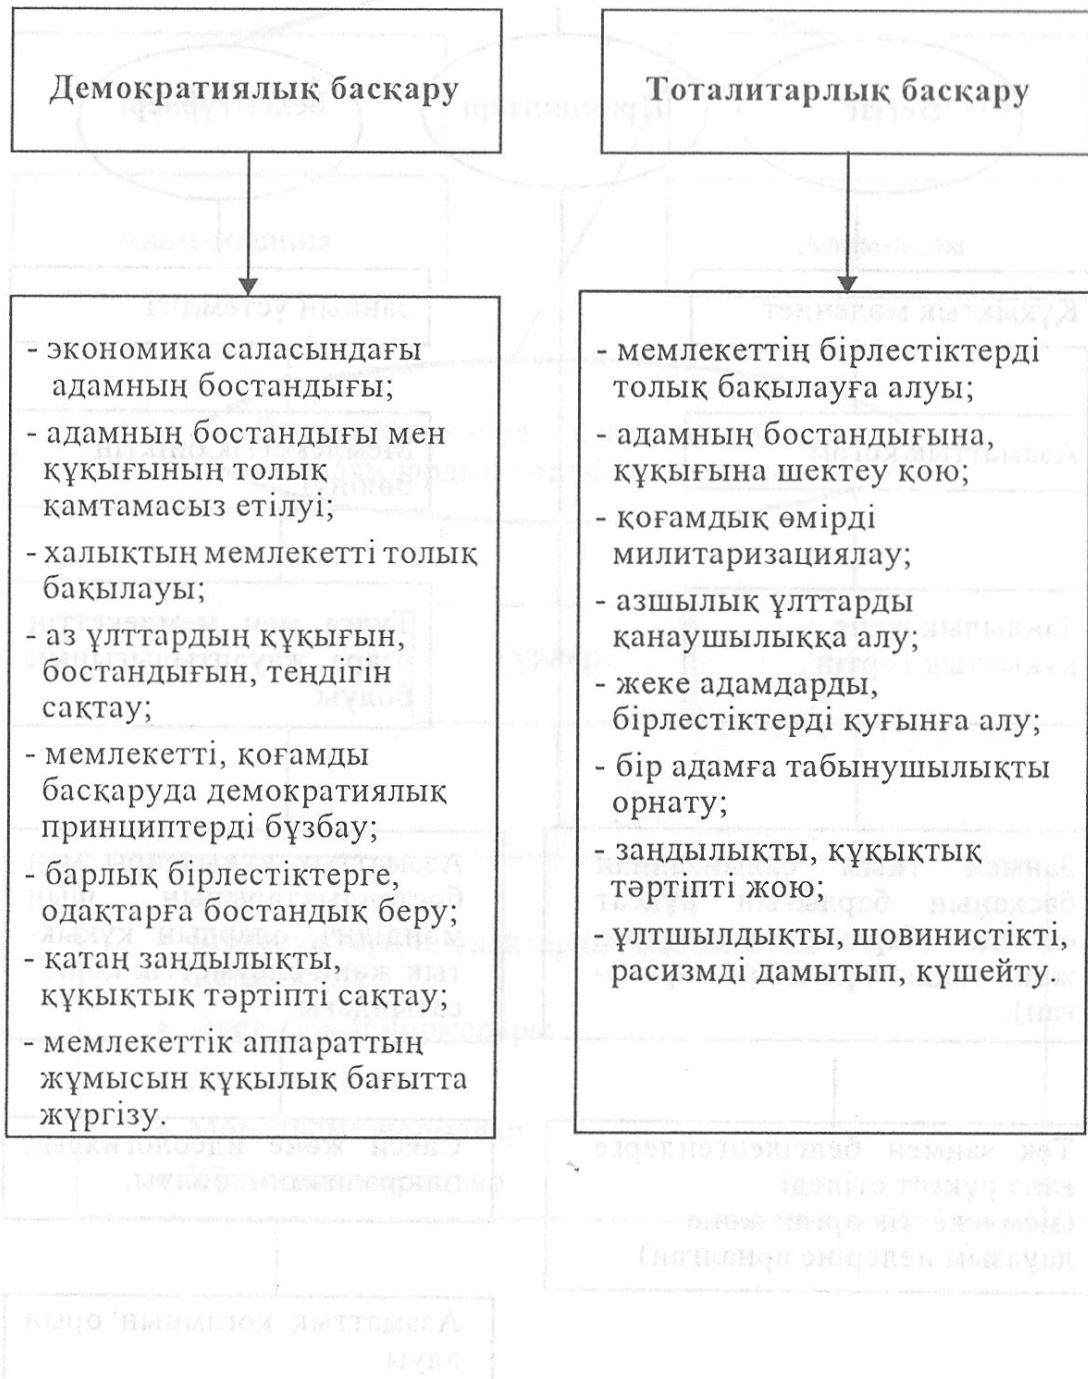 Демократиялық басқару
- экономика саласындағы
адамның бостандығы;
- адамның бостандығы мен
құқығының толық
қамтамасыз етілуі;
- халықтың мемлекетті толық
бақылауы;
- аз ұлттардың құқығын,
бостандығын, теңдігін
сақтау;
- мемлекетті, қоғамды
басқаруда демократиялық
принциптерді бұзбау;
- барлық бірлестіктерге,
одақтарға бостандық беру;
- қатаң заңдылықты,
құқықтық тәртіпті сақтау;
- мемлекеттік аппараттың
жұмысын құқылық бағытта
жүргізу.
Тоталитарлық басқару
- мемлекеттің бірлестіктерді
толық бақылауға алуы;
- адамның бостандығына,
құқығына шектеу қою;
- қоғамдық өмірді
милитаризациялау;
- азшылық ұлттарды
қанаушылыққа алу;
- жеке адамдарды,
бірлестіктерді қуғынға алу;
- бір адамға табынушылықты
орнату;
- заңдылықты, құқықтық
тәртіпті жою;
- ұлтшылдықты, шовинистікті,
расизмді дамытып, күшейту.